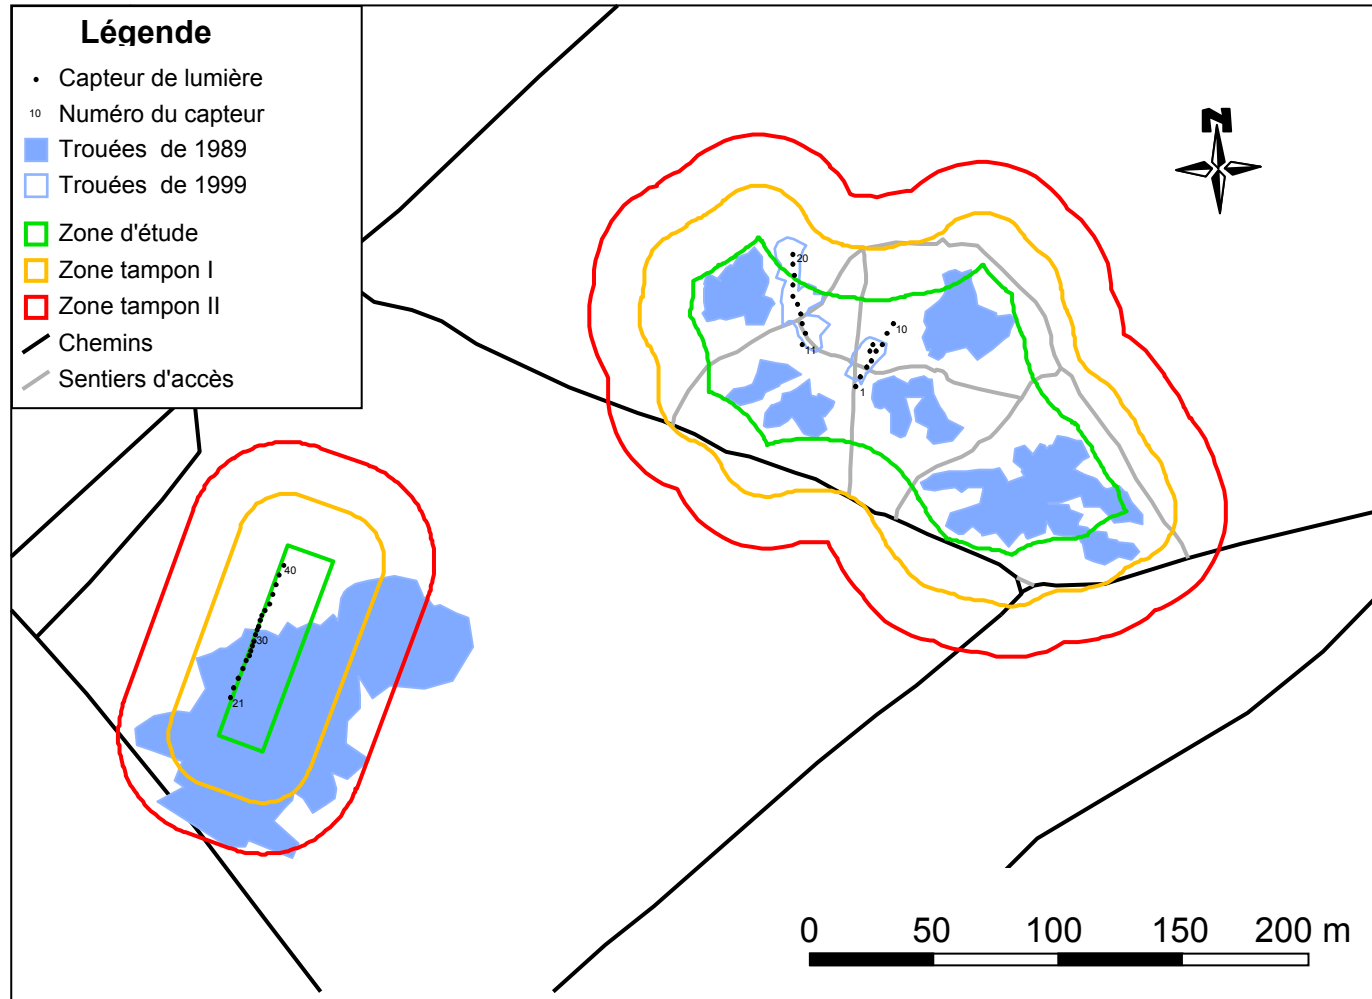 Légende
Capteur de lumière
10 Numéro du capteur
Trouées de 1989
Trouées de 1999
Zone d'étude
Zone tampon I
Zone tampon II
Chemins
Sentiers d'accès
N
20
10
11
1
40
30
21
0 50 100 150 200 m